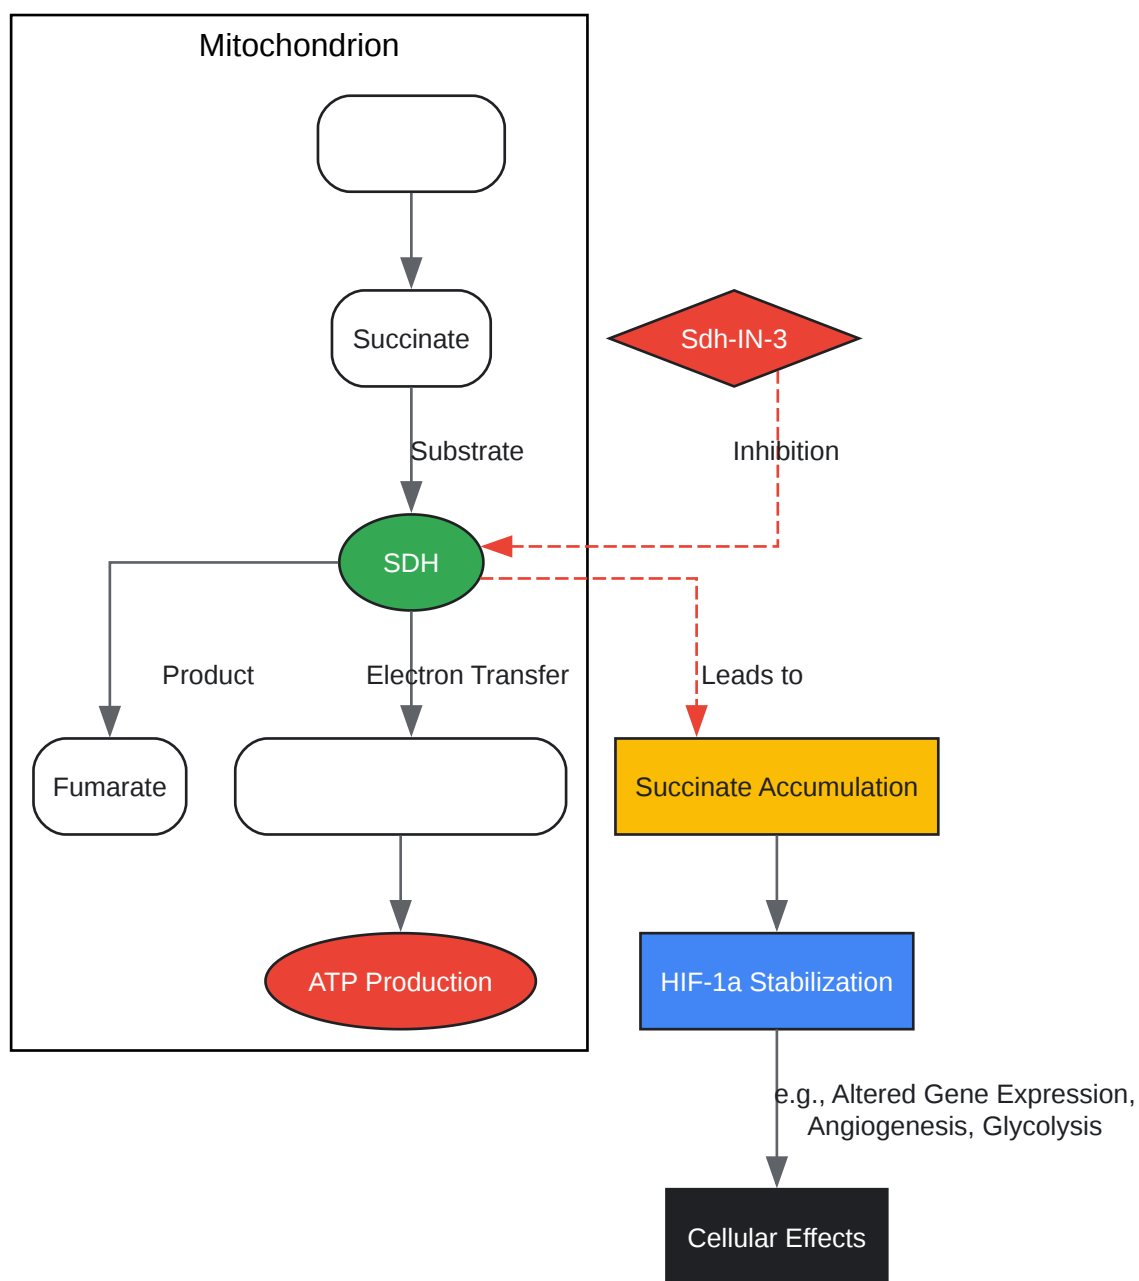 Mitochondrion
Succinate
Sdh-IN-3
Substrate
Inhibition
SDH
Product
Electron Transfer
Leads to
Fumarate
Succinate Accumulation
ATP Production
HIF-1a Stabilization
e.g., Altered Gene Expression,
Angiogenesis, Glycolysis
Cellular Effects